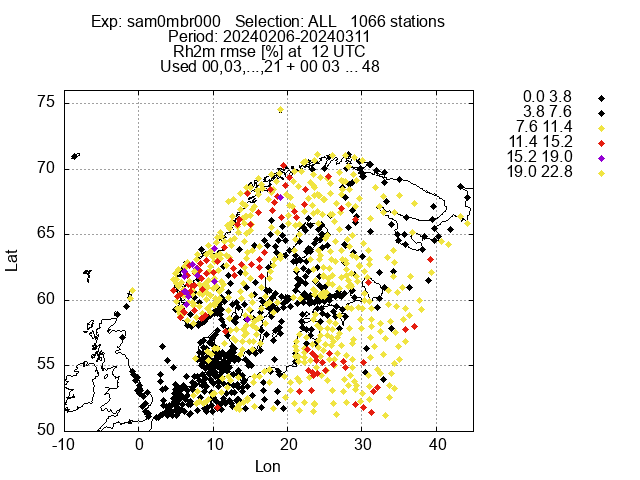 Exp: sam0mbr000   Selection: ALL   1066 stations
Period: 20240206-20240311
Rh2m rmse [%] at  12 UTC
Used 00,03,...,21 + 00 03 ... 48
0.0 3.8
3.8 7.6
7.6 11.4
11.4 15.2
15.2 19.0
19.0 22.8
75
70
65
60
55
50
Lat
-10 0 10 20 30 40
Lon